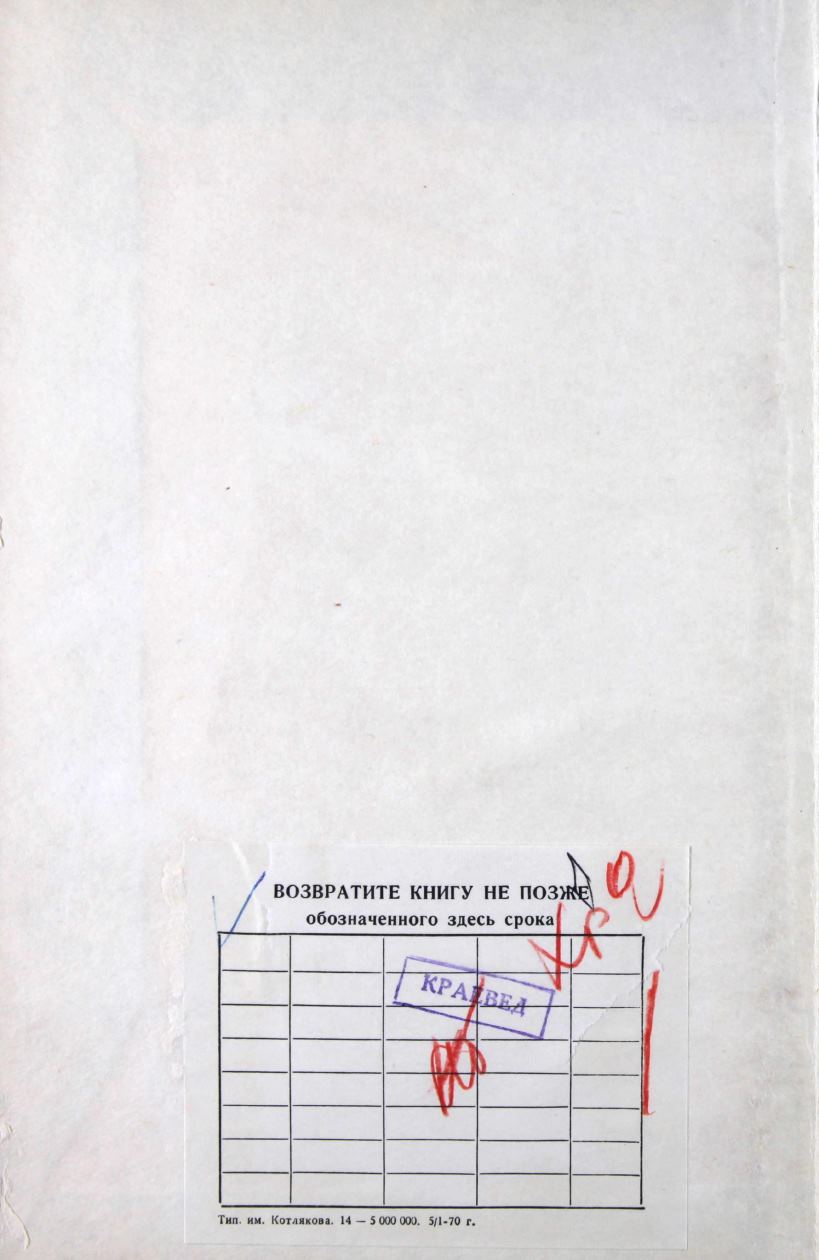 ВОЗВРАТИТЕ КНИГУ НЕ ПОЗЖЕ
обозначенного здесь срока
КРАЕВЕД
Тип. им. Котлякова. 14 — 5 000 000. 5/1-70 г.